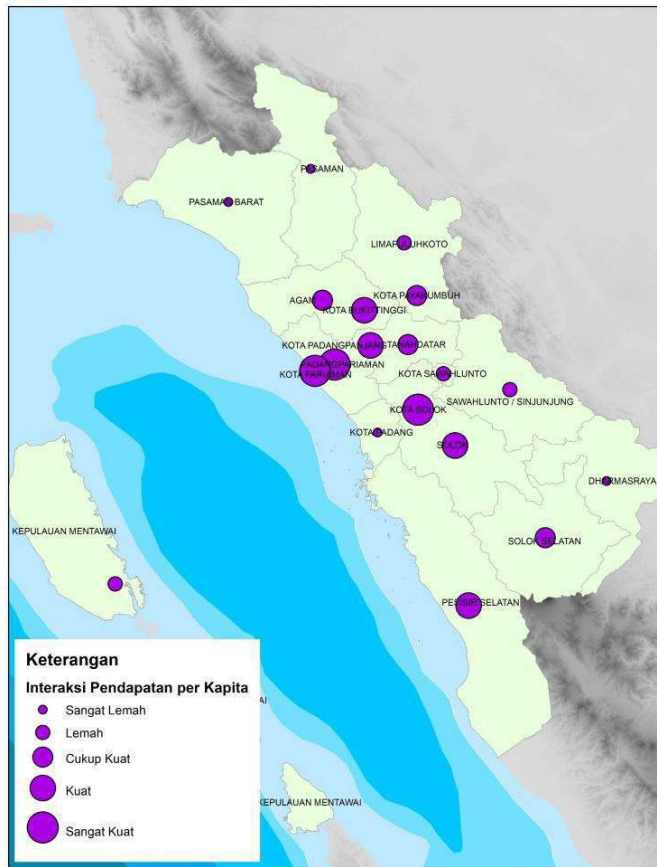 PASAMAN
PASAMAN BARAT
LIMAPULUHKOTO
KOTA PAYAKUMBUH
AGAM
KOTA BUKITTINGGI
KOTA PADANGPANJANG
TANAHDATAR
PADANGPARIAMAN
KOTA PARIAMAN
KOTA SAWAHLUNTO
SAWAHLUNTO / SINJUNJUNG
KOTA SOLOK
KOTA PADANG
SOLOK
DHARMASRAYA
KEPULAUAN MENTAWAI
SOLOK SELATAN
PESISIR SELATAN
Keterangan
Interaksi Pendapatan per Kapita
Sangat Lemah
Lemah
Cukup Kuat
Kuat
Sangat Kuat
KEPULAUAN MENTAWAI